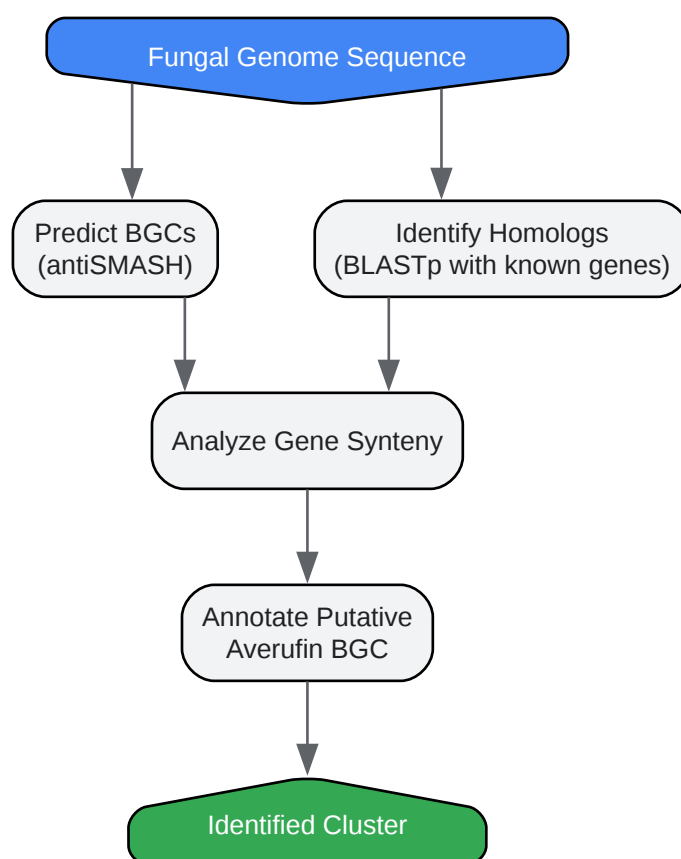 Fungal Genome Sequence
Predict BGCs
(antiSMASH)
Identify Homologs
(BLASTp with known genes)
Analyze Gene Synteny
Annotate Putative
Averufin BGC
Identified Cluster